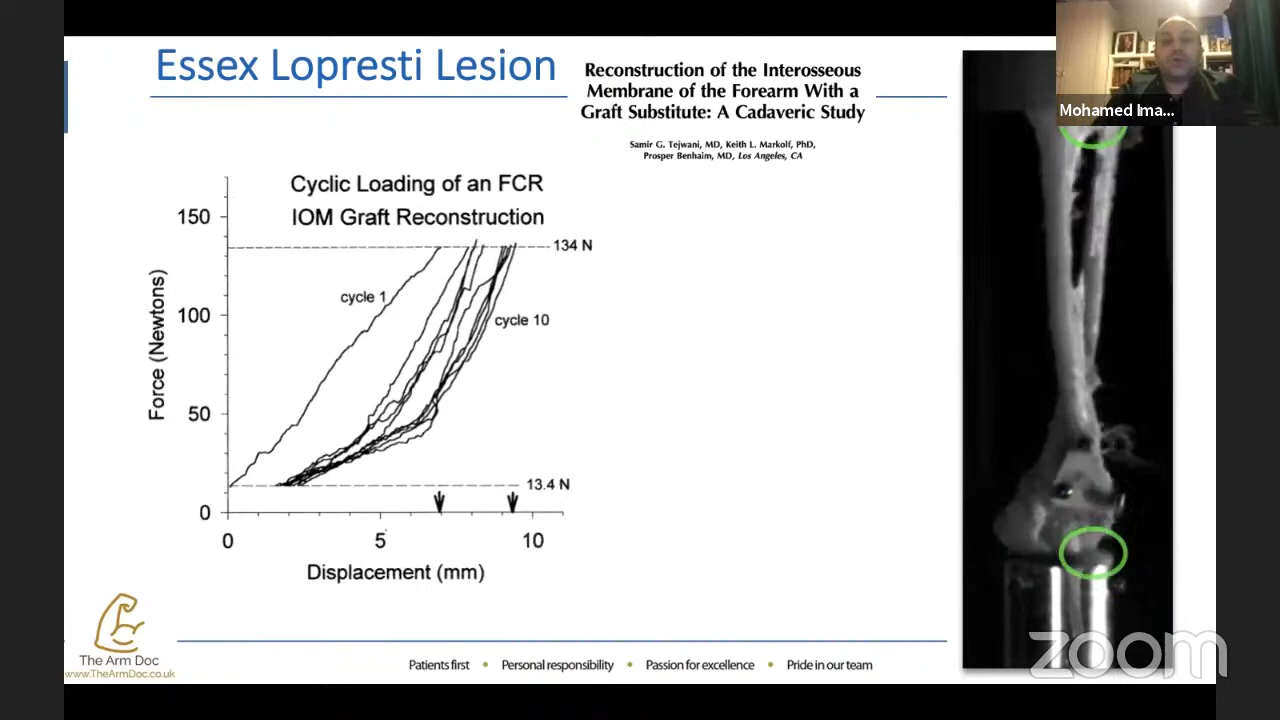 Essex Lopresti Lesion
Reconstruction of the Interosseous
Membrane of the Forearm With a
Graft Substitute: A Cadaveric Study
Samir G. Tejwani, MD, Keith L. Markolf, PhD,
Prosper Benhaim, MD, Los Angeles, CA
Mohamed Ima...
Cyclic Loading of an FCR
IOM Graft Reconstruction
150
134 N
cycle 1
100
cycle 10
Force (Newtons)
50
13.4 N
0
0 5 10
Displacement (mm)
The Arm Doc
www.TheArmDoc.co.uk
Patients first • Personal responsibility • Passion for excellence • Pride in our team
zoom